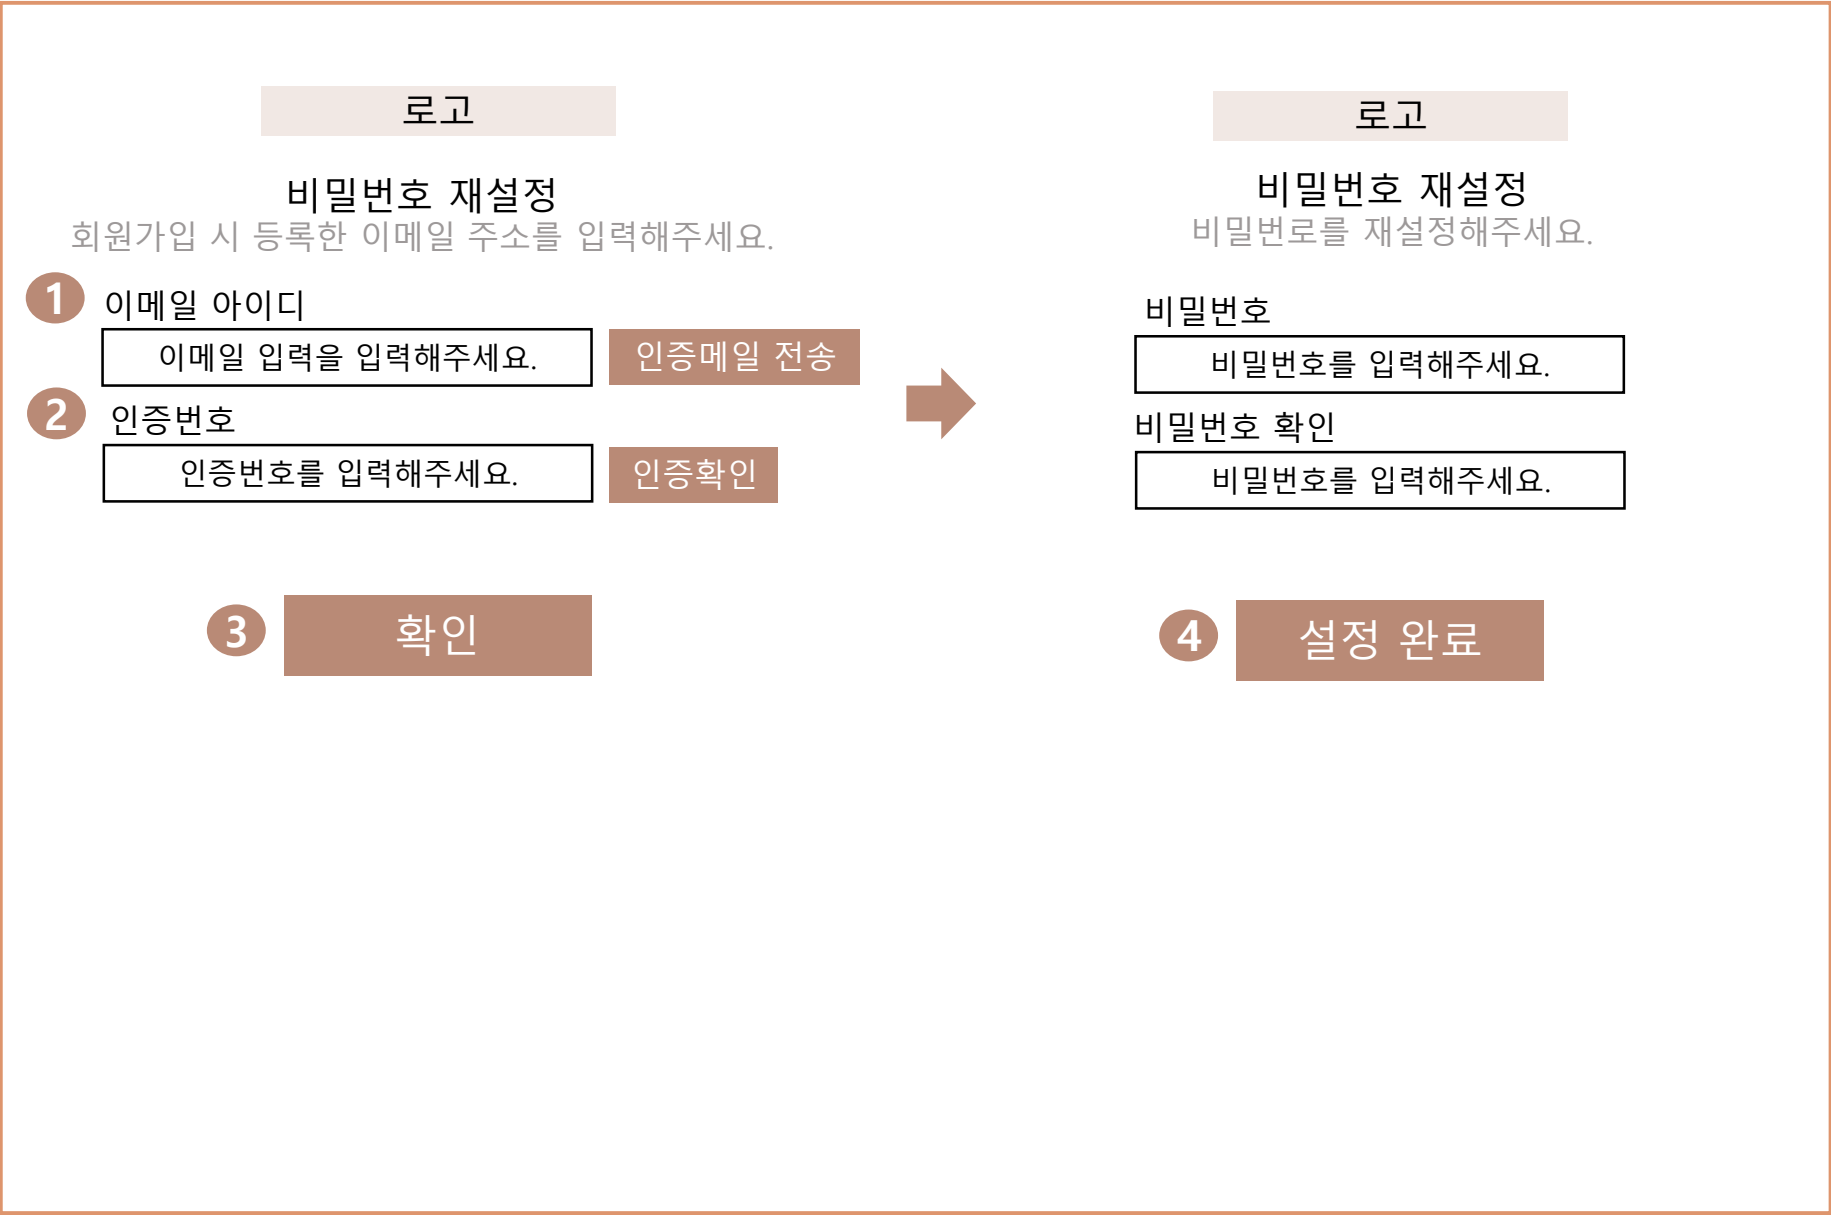 로고
비밀번호 재설정
회원가입 시 등록한 이메일 주소를 입력해주세요.
1 이메일 아이디
이메일 입력을 입력해주세요. 인증메일 전송
2 인증번호
인증번호를 입력해주세요. 인증확인
3 확인
로고
비밀번호 재설정
비밀번로를 재설정해주세요.
비밀번호
비밀번호를 입력해주세요.
비밀번호 확인
비밀번호를 입력해주세요.
4 설정 완료